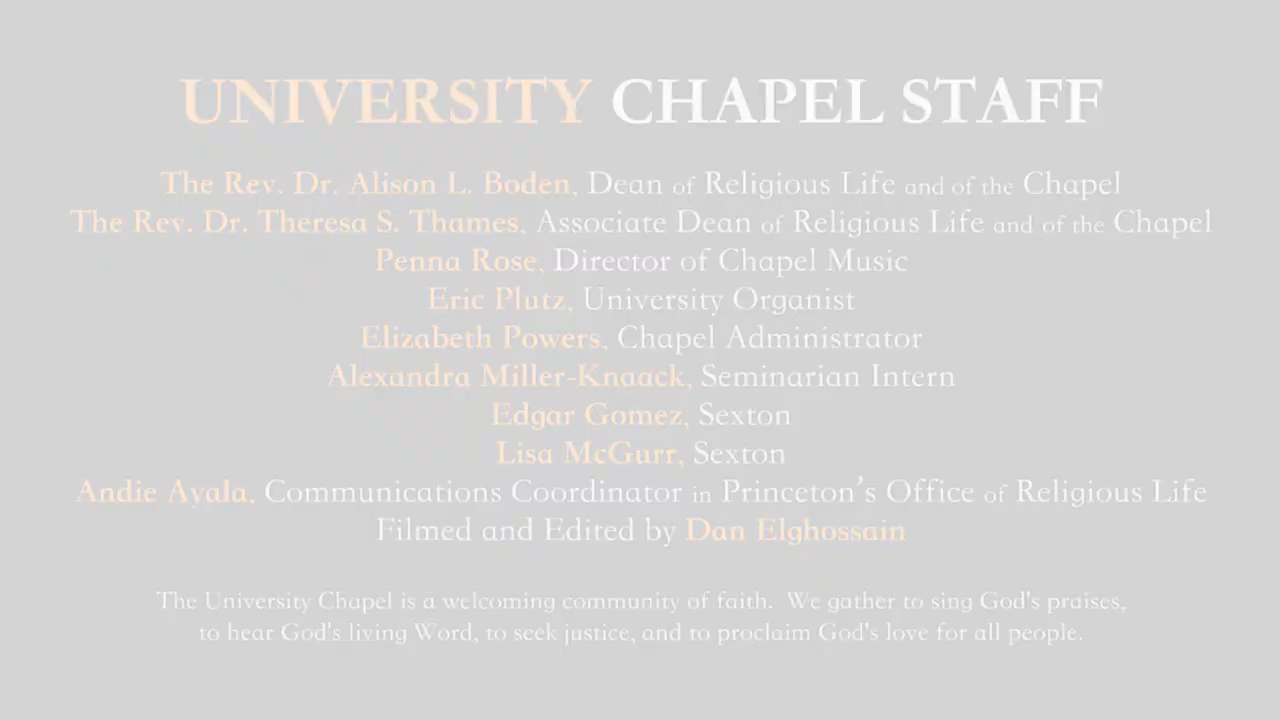 UNIVERSITY CHAPEL STAFF
The Rev. Dr. Alison L. Boden, Dean of Religious Life and of the Chapel
The Rev. Dr. Theresa S. Thames, Associate Dean of Religious Life and of the Chapel
Penna Rose, Director of Chapel Music
Eric Plutz, University Organist
Elizabeth Powers, Chapel Administrator
Alexandra Miller-Knaack, Seminarian Intern
Edgar Gomez, Sexton
Lisa McGurr, Sexton
Andie Ayala, Communications Coordinator in Princeton’s Office of Religious Life
Filmed and Edited by Dan Elghossain
The University Chapel is a welcoming community of faith.  We gather to sing God's praises,
to hear God's living Word, to seek justice, and to proclaim God's love for all people.